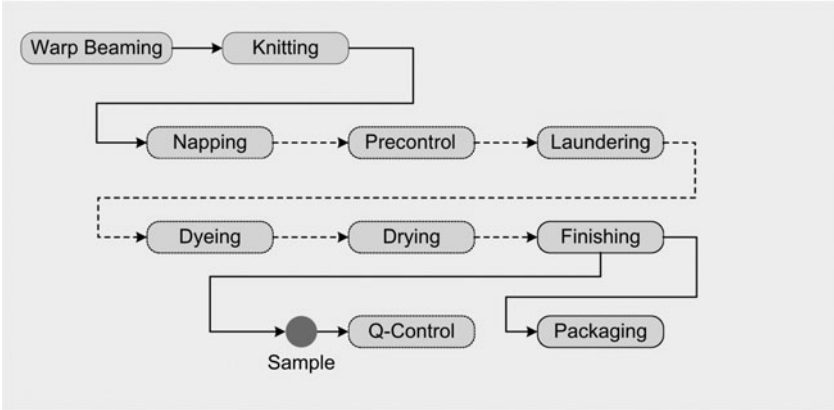 Warp Beaming
Knitting
Napping
Precontrol
Laundering
Dyeing
Drying
Finishing
Q-Control
Packaging
Sample